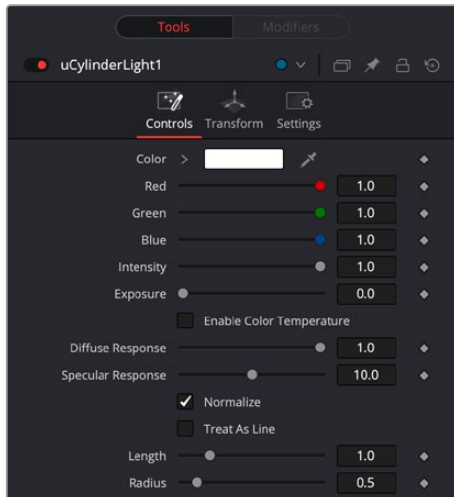 Tools Modifiers
uCylinderLight1
Controls Transform Settings
Color >
Red 1.0
Green 1.0
Blue 1.0
Intensity 1.0
Exposure 0.0
Enable Color Temperature
Diffuse Response 1.0
Specular Response 10.0
Normalize
Treat As Line
Length 1.0
Radius 0.5